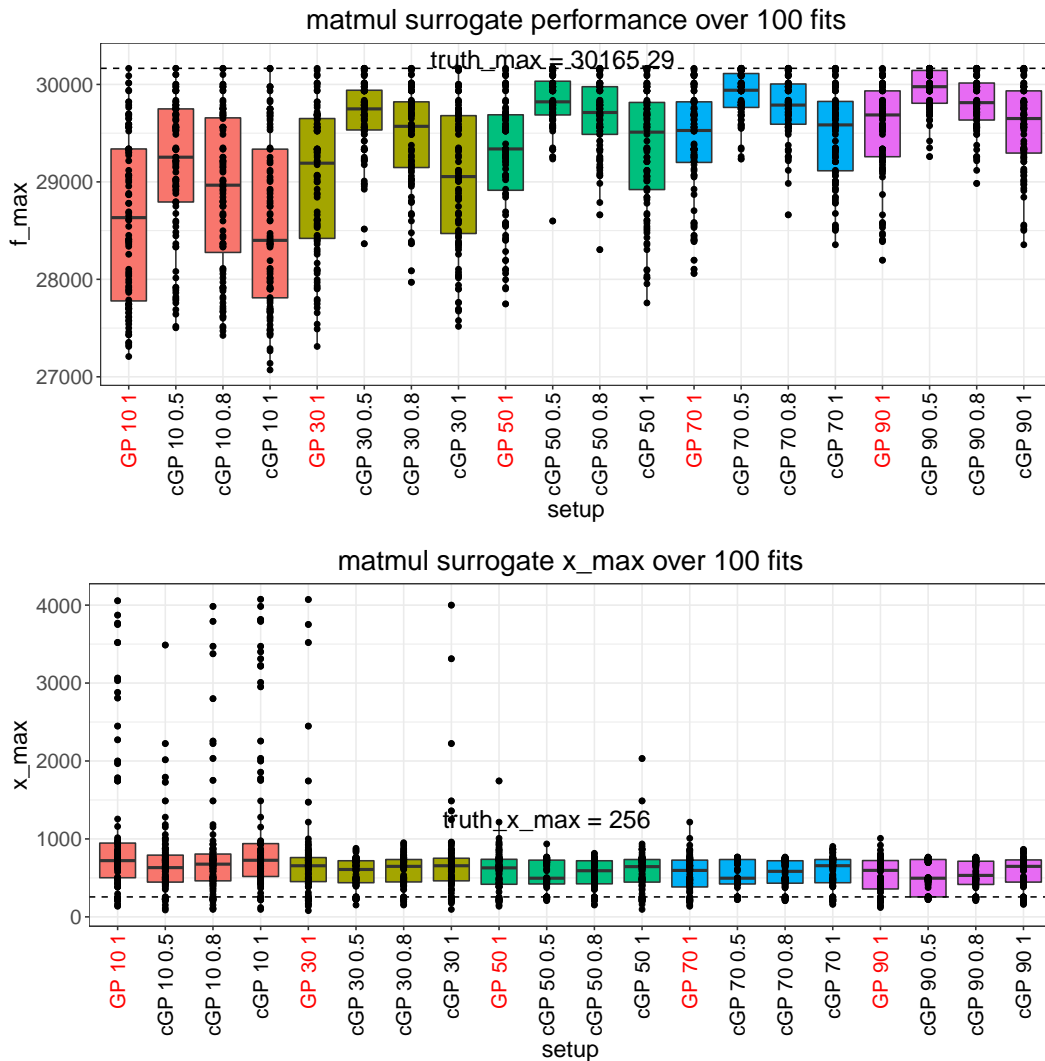 matmul surrogate performance over 100 fits
truth_max = 30165.29
30000
29000
28000
27000
f_max
GP 10 1
cGP 10 0.5
cGP 10 0.8
cGP 10 1
GP 30 1
cGP 30 0.5
cGP 30 0.8
cGP 30 1
GP 50 1
cGP 50 0.5
cGP 50 0.8
cGP 50 1
GP 70 1
cGP 70 0.5
cGP 70 0.8
cGP 70 1
GP 90 1
cGP 90 0.5
cGP 90 0.8
cGP 90 1
setup
matmul surrogate x_max over 100 fits
4000
3000
2000
1000
0
x_max
truth_x_max = 256
GP 10 1
cGP 10 0.5
cGP 10 0.8
cGP 10 1
GP 30 1
cGP 30 0.5
cGP 30 0.8
cGP 30 1
GP 50 1
cGP 50 0.5
cGP 50 0.8
cGP 50 1
GP 70 1
cGP 70 0.5
cGP 70 0.8
cGP 70 1
GP 90 1
cGP 90 0.5
cGP 90 0.8
cGP 90 1
setup